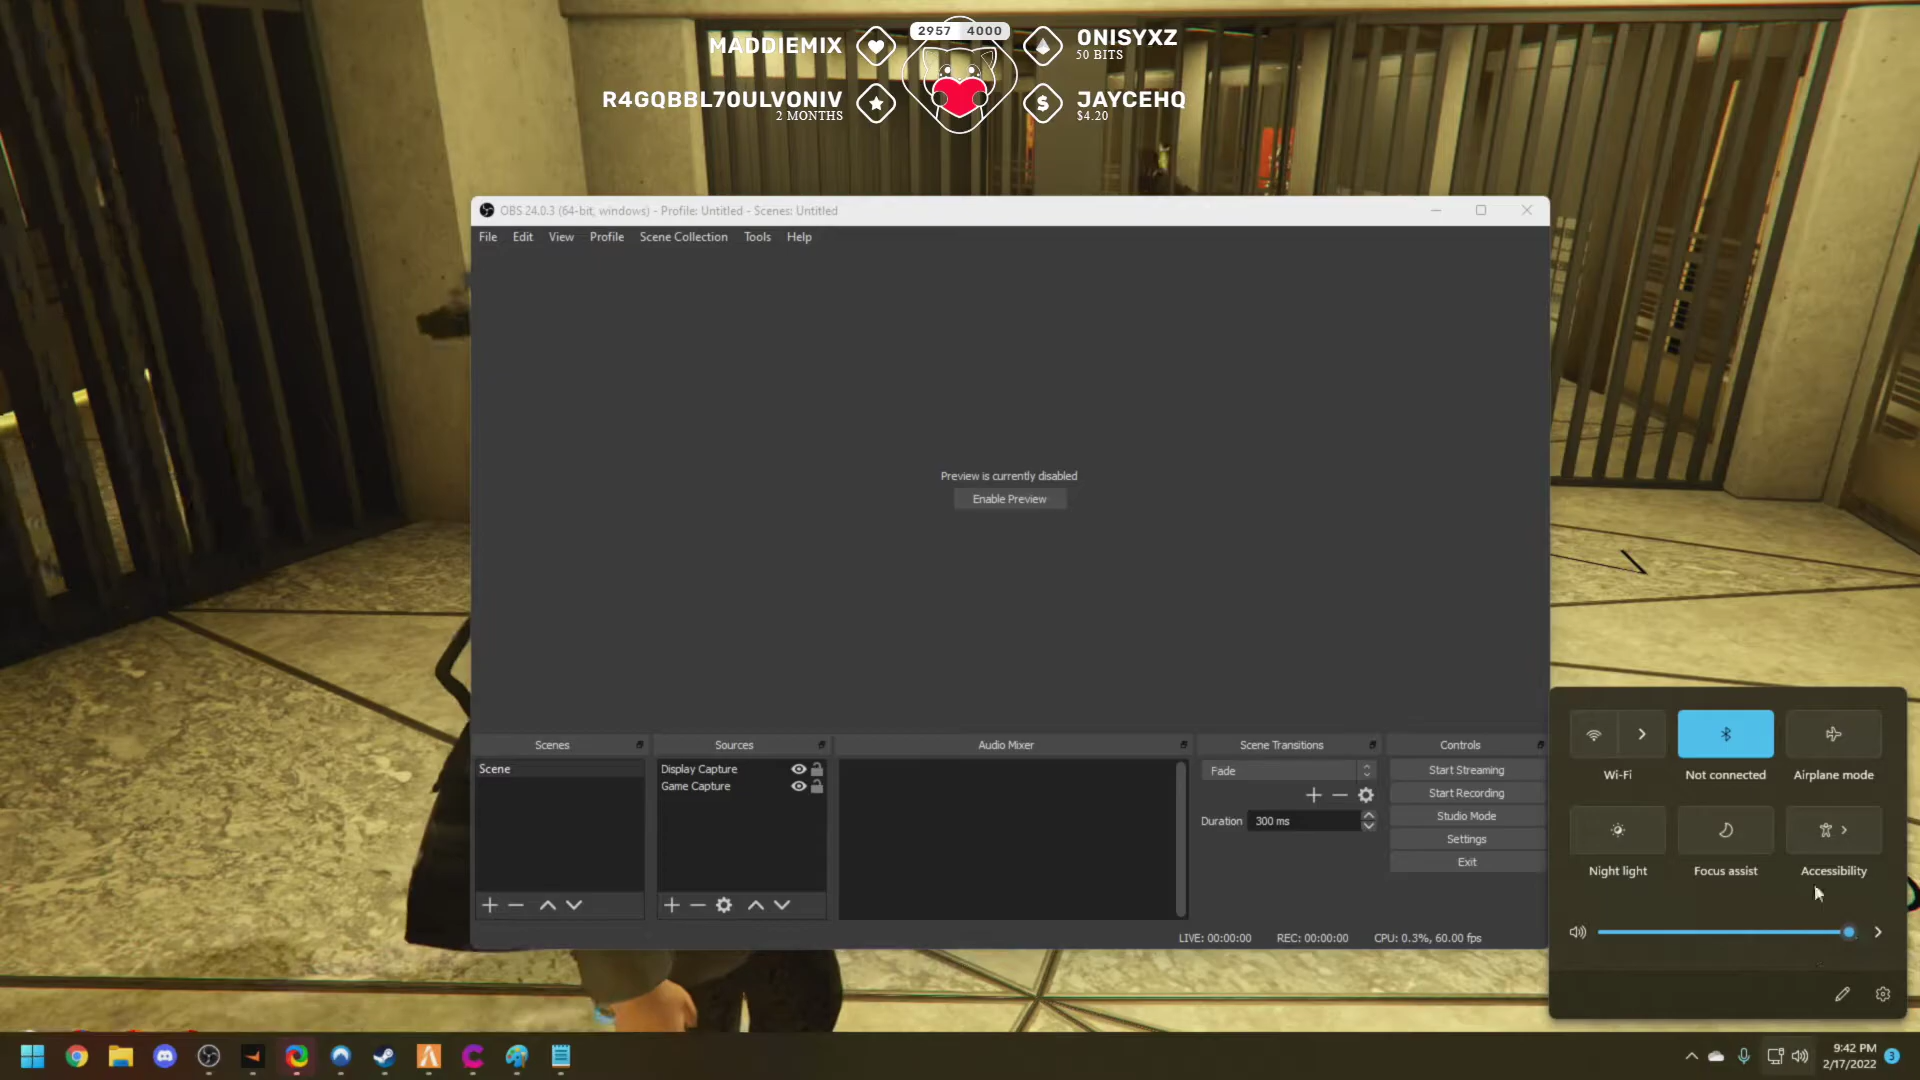 2957 4000
MADDIEMIX
0NISYXZ
50 BITS
R4GQBBL70ULV0NIV
2 MONTHS
JAYCEHQ
$4.20
OBS 24.0.3 (64-bit, windows) - Profile: Untitled - Scenes: Untitled
File Edit View Profile Scene Collection Tools Help
Preview is currently disabled
Enable Preview
Scenes
Scene
Sources
Display Capture
Game Capture
Audio Mixer
Scene Transitions
Fade
Duration 300 ms
Controls
Start Streaming
Start Recording
Studio Mode
Settings
Exit
LIVE: 00:00:00 REC: 00:00:00 CPU: 0.3%, 60.00 fps
Wi-Fi Not connected Airplane mode
Night light Focus assist Accessibility
9:42 PM
2/17/2022
3